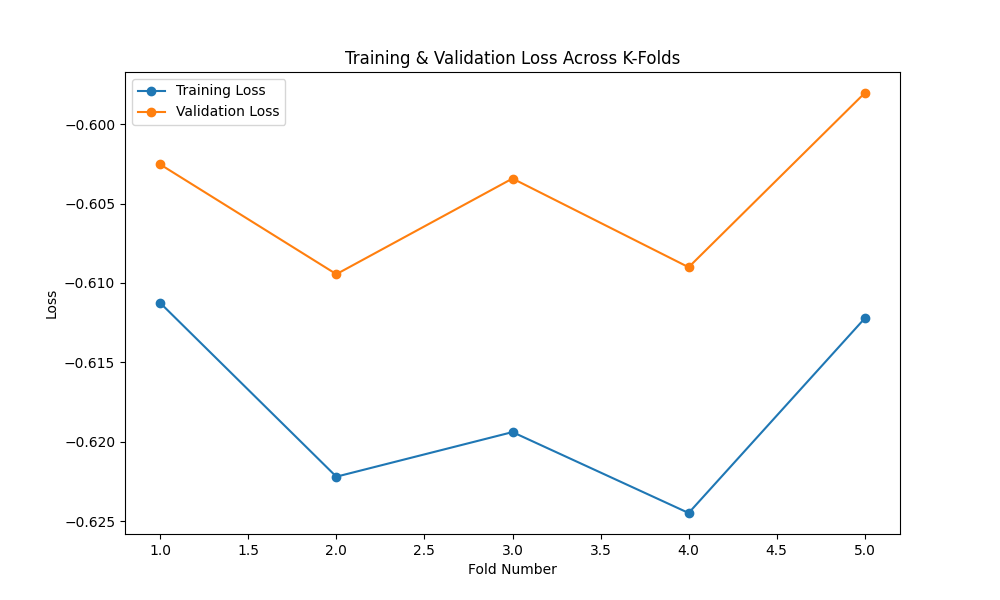 Training & Validation Loss Across K-Folds
Training Loss
Validation Loss
Loss
−0.600
−0.605
−0.610
−0.615
−0.620
−0.625
1.0 1.5 2.0 2.5 3.0 3.5 4.0 4.5 5.0
Fold Number